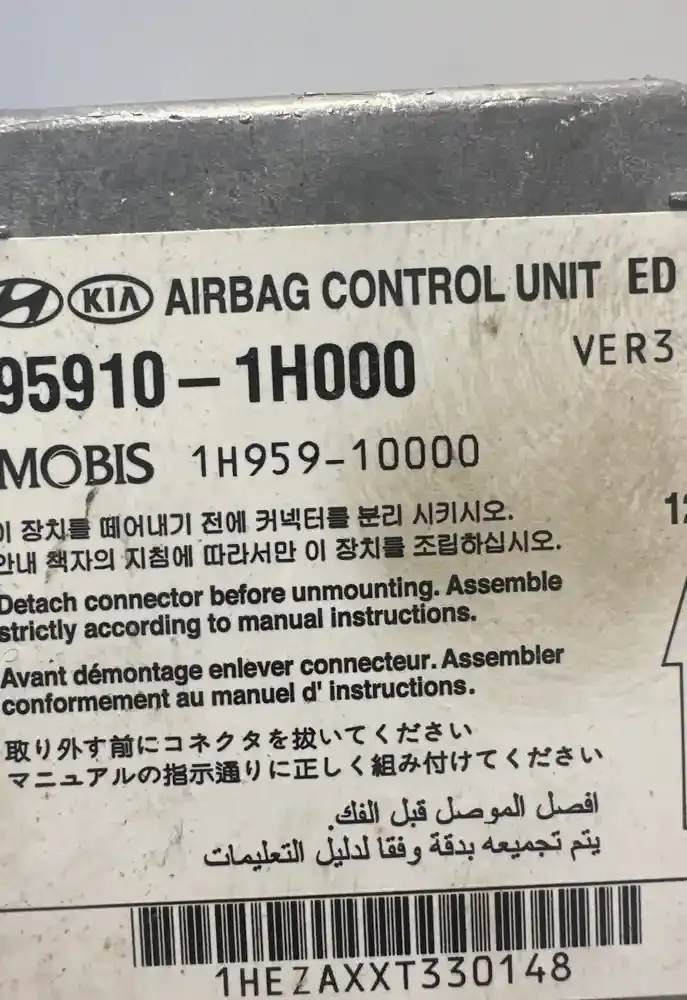 KIA AIRBAG CONTROL UNIT ED
95910-1H000 VER3
MOBIS 1H959-10000
이 장치를 떼어내기 전에 커넥터를 분리 시키시오.
안내 책자의 지침에 따라서만 이 장치를 조립하십시오.
Detach connector before unmounting. Assemble
strictly according to manual instructions.
Avant démontage enlever connecteur. Assembler
conformement au manuel d' instructions.
取り外す前にコネクタを抜いてください
マニュアルの指示通りに正しく組み付けてください
افصل الموصل قبل الفك.
يتم تجميعه بدقة وفقا لدليل التعليمات
1HEZAXXT330148